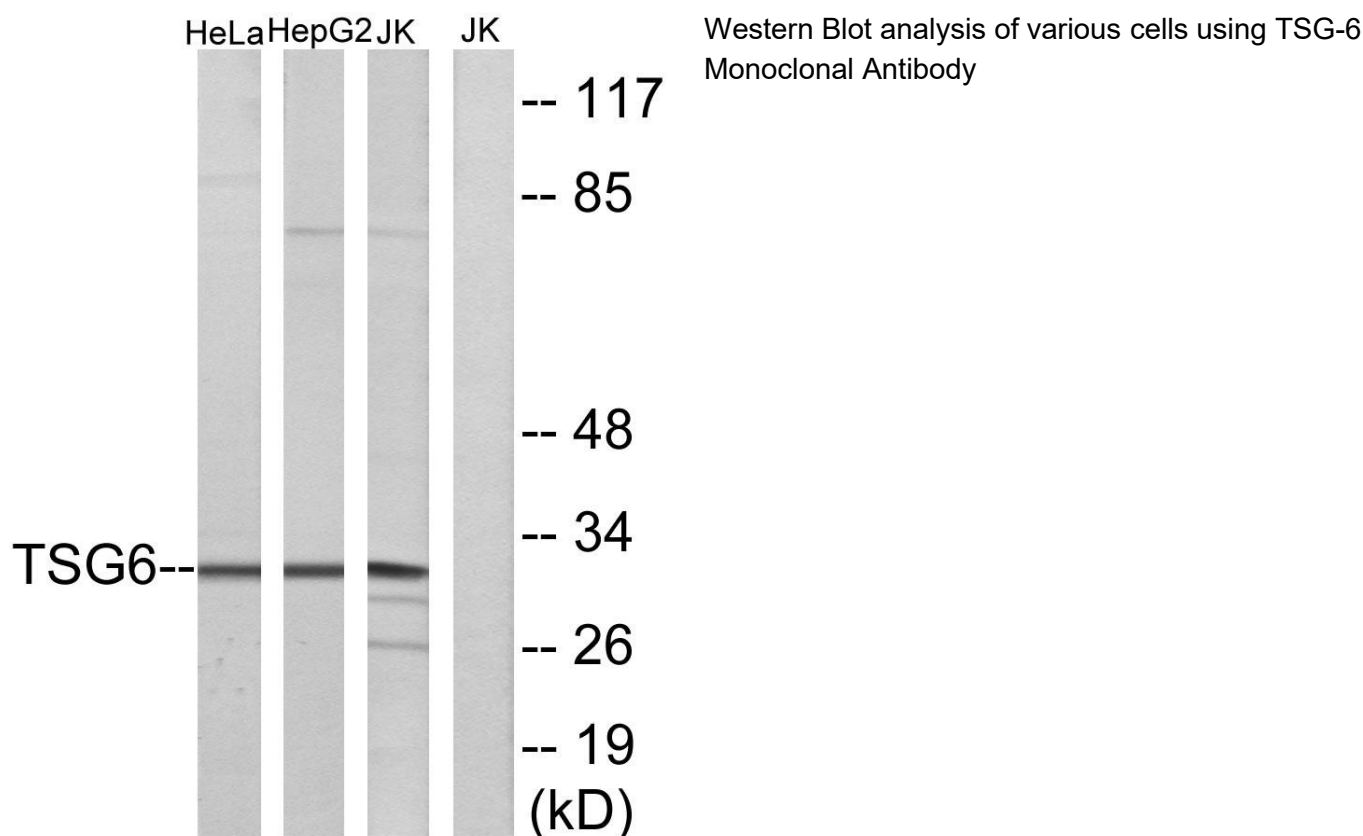 HeLa HepG2 JK JK
Western Blot analysis of various cells using TSG-6
Monoclonal Antibody
-- 117
-- 85
-- 48
-- 34
TSG6--
-- 26
-- 19
(kD)